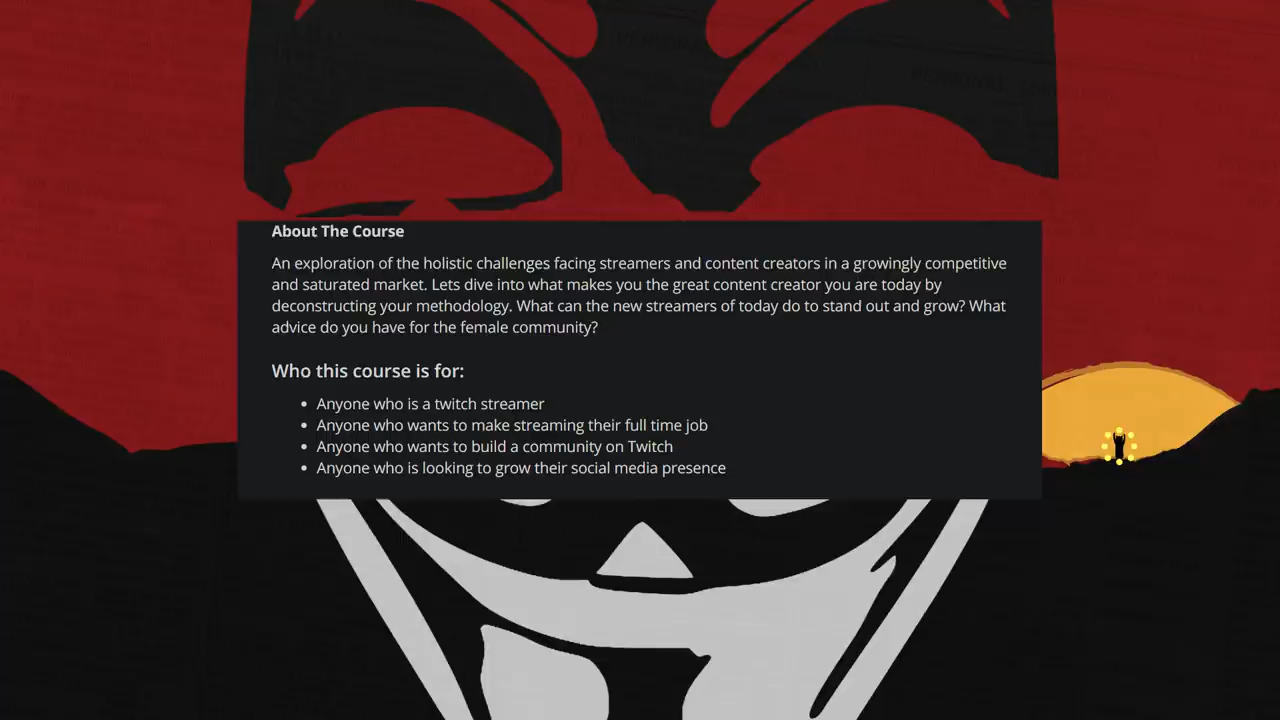 About The Course
An exploration of the holistic challenges facing streamers and content creators in a growingly competitive
and saturated market. Lets dive into what makes you the great content creator you are today by
deconstructing your methodology. What can the new streamers of today do to stand out and grow? What
advice do you have for the female community?
Who this course is for:
• Anyone who is a twitch streamer
• Anyone who wants to make streaming their full time job
• Anyone who wants to build a community on Twitch
• Anyone who is looking to grow their social media presence